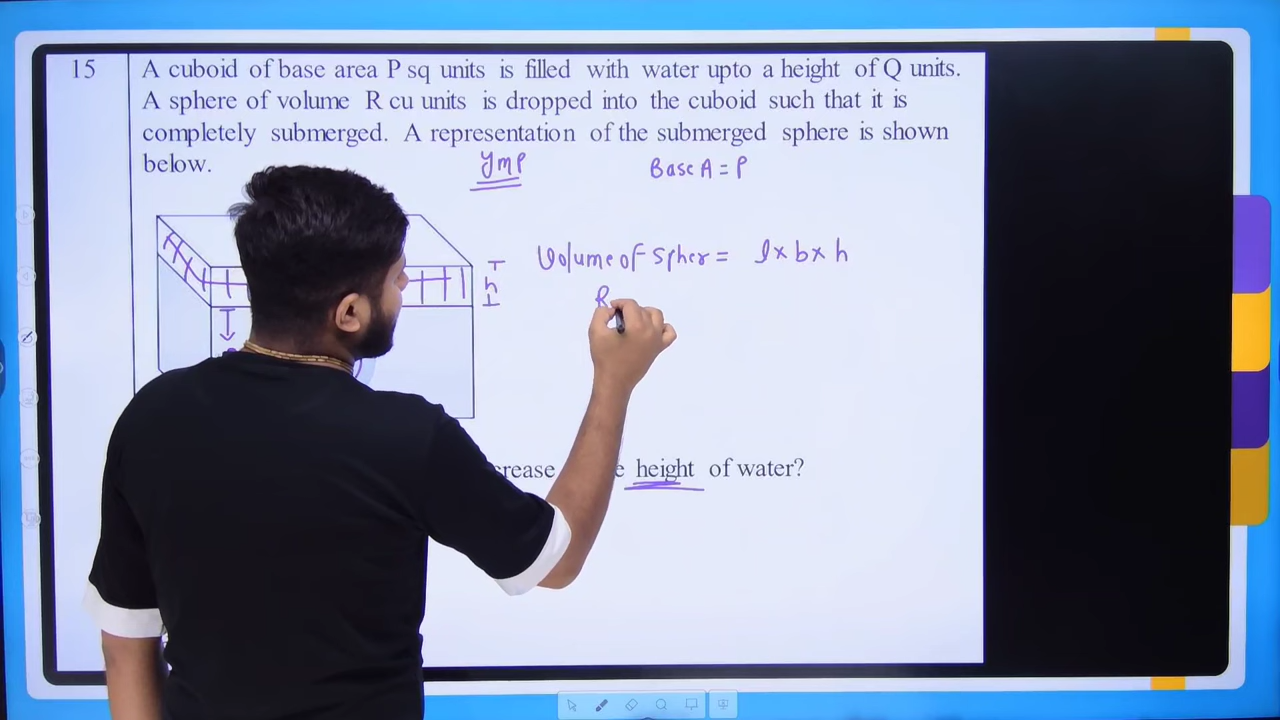 15
A cuboid of base area P sq units is filled with water upto a height of Q units.
A sphere of volume R cu units is dropped into the cuboid such that it is
completely submerged. A representation of the submerged sphere is shown
below.
Ymp
Base A = P
Volume of Spher = l × b × h
h
R
height of water?